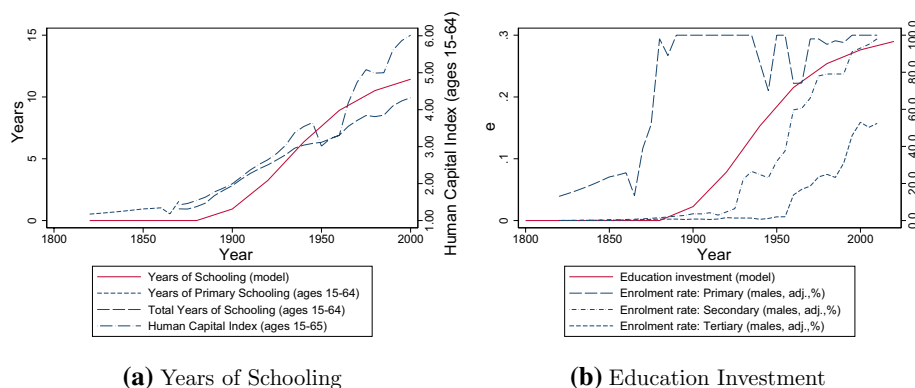 15
10
5
0
Years
6.00
5.00
4.00
3.00
2.00
1.00
Human Capital Index (ages 15-64)
1800 1850 1900 1950 2000
Year
Years of Schooling (model)
Years of Primary Schooling (ages 15-64)
Total Years of Schooling (ages 15-64)
Human Capital Index (ages 15-65)
(a) Years of Schooling
.3
.2
.1
0
e
100.0
80.0
60.0
40.0
20.0
0.0
1800 1850 1900 1950 2000
Year
Education investment (model)
Enrolment rate: Primary (males, adj.,%)
Enrolment rate: Secondary (males, adj.,%)
Enrolment rate: Tertiary (males, adj.,%)
(b) Education Investment